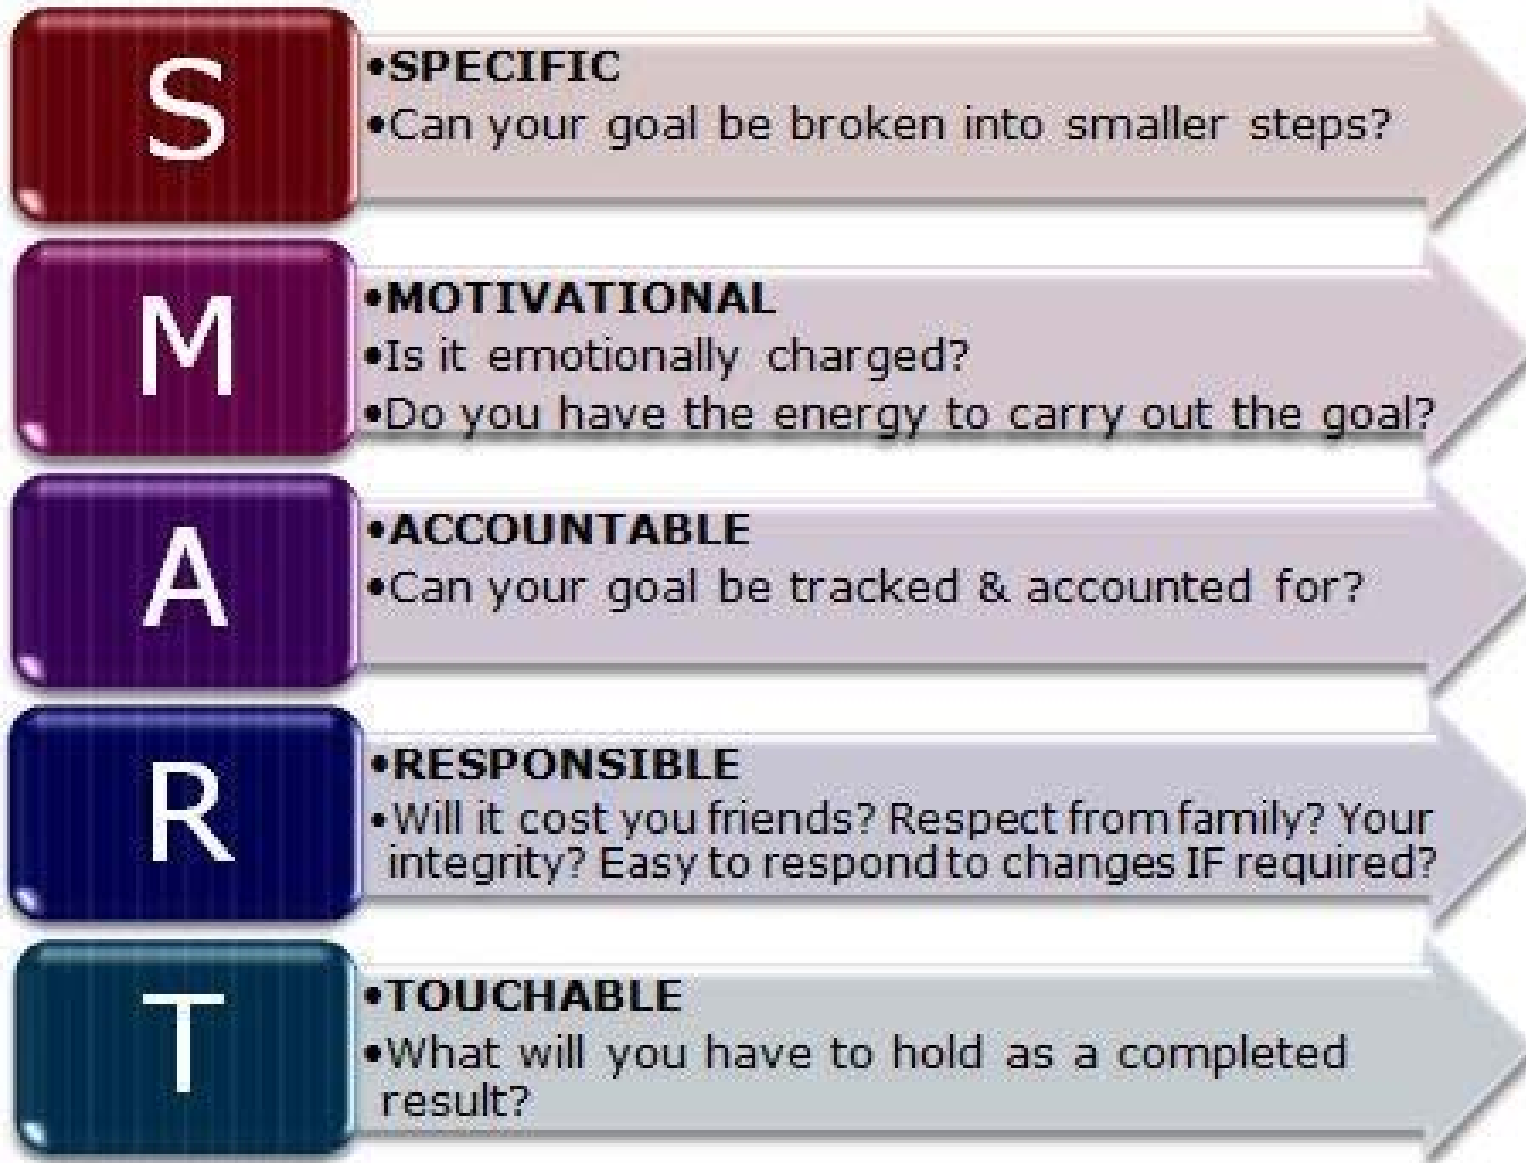 S
•SPECIFIC
•Can your goal be broken into smaller steps?
M
•MOTIVATIONAL
•Is it emotionally charged?
•Do you have the energy to carry out the goal?
A
•ACCOUNTABLE
•Can your goal be tracked & accounted for?
R
•RESPONSIBLE
•Will it cost you friends? Respect from family? Your
integrity? Easy to respond to changes IF required?
T
•TOUCHABLE
•What will you have to hold as a completed
result?